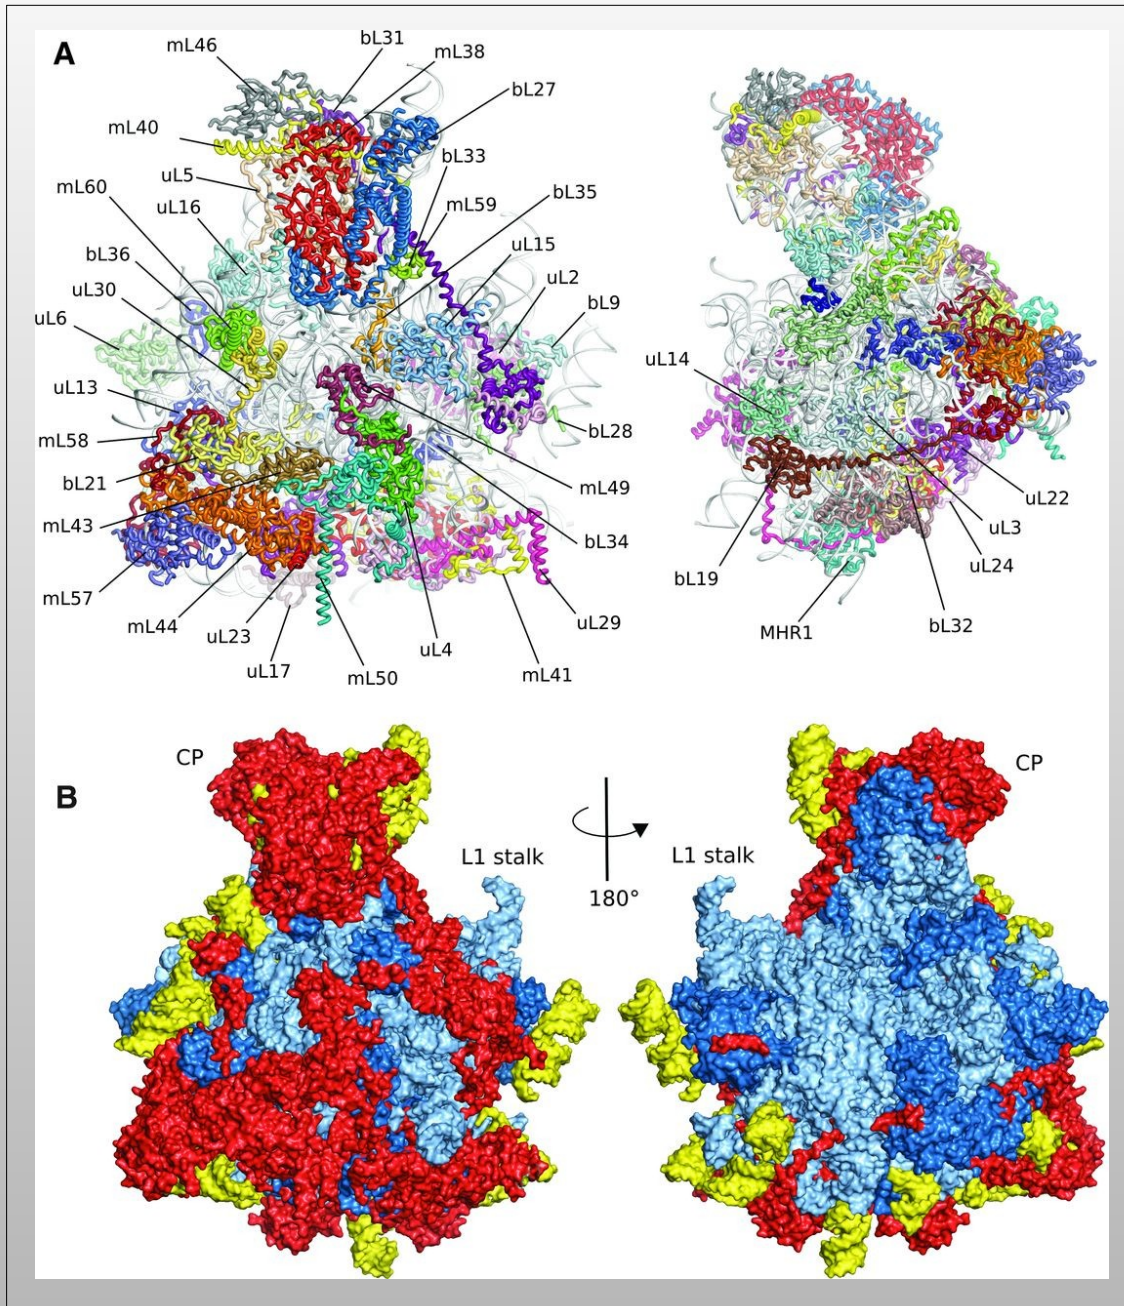 A
mL46
bL31
mL38
bL27
mL40
bL33
uL5
bL35
mL60
mL59
uL16
uL15
bL36
uL2
uL30
bL9
uL6
uL13
mL58
bL28
bL21
mL49
mL43
bL34
mL57
mL44
uL23
uL29
uL17
uL4
mL50
mL41
uL14
uL22
uL3
uL24
bL19
bL32
MHR1
B
CP
CP
L1 stalk
L1 stalk
180°